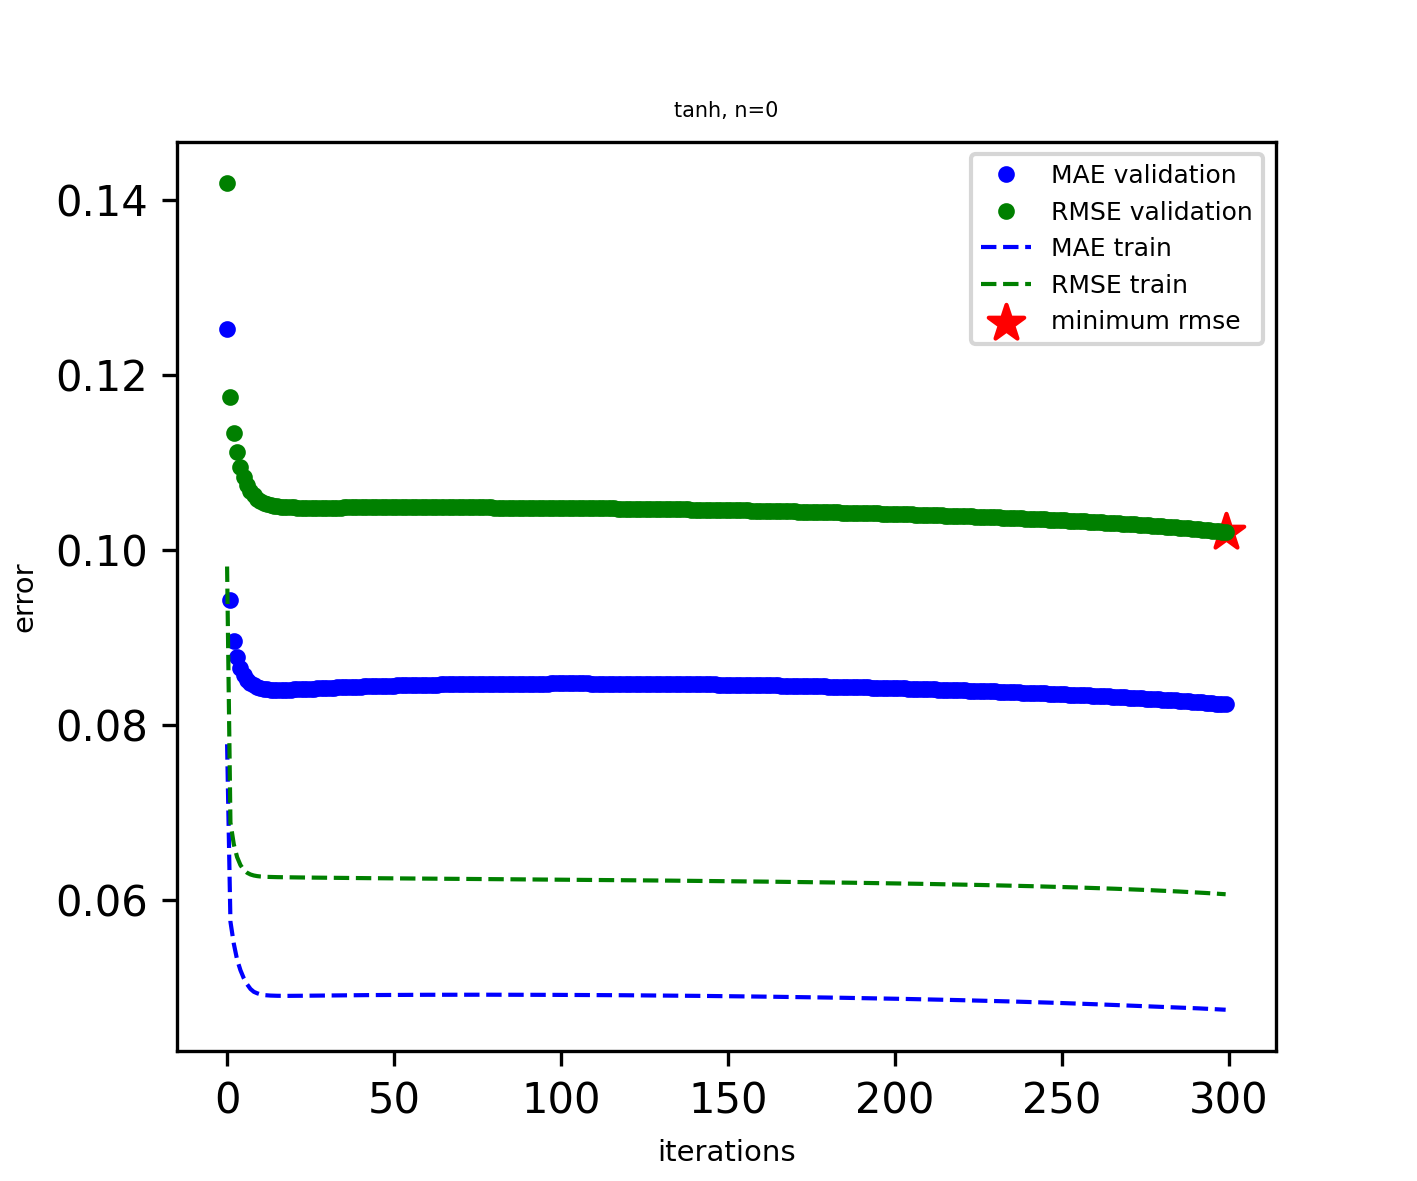 tanh, n=0
MAE validation
RMSE validation
MAE train
RMSE train
minimum rmse
0.14
0.12
0.10
0.08
0.06
error
0 50 100 150 200 250 300
iterations